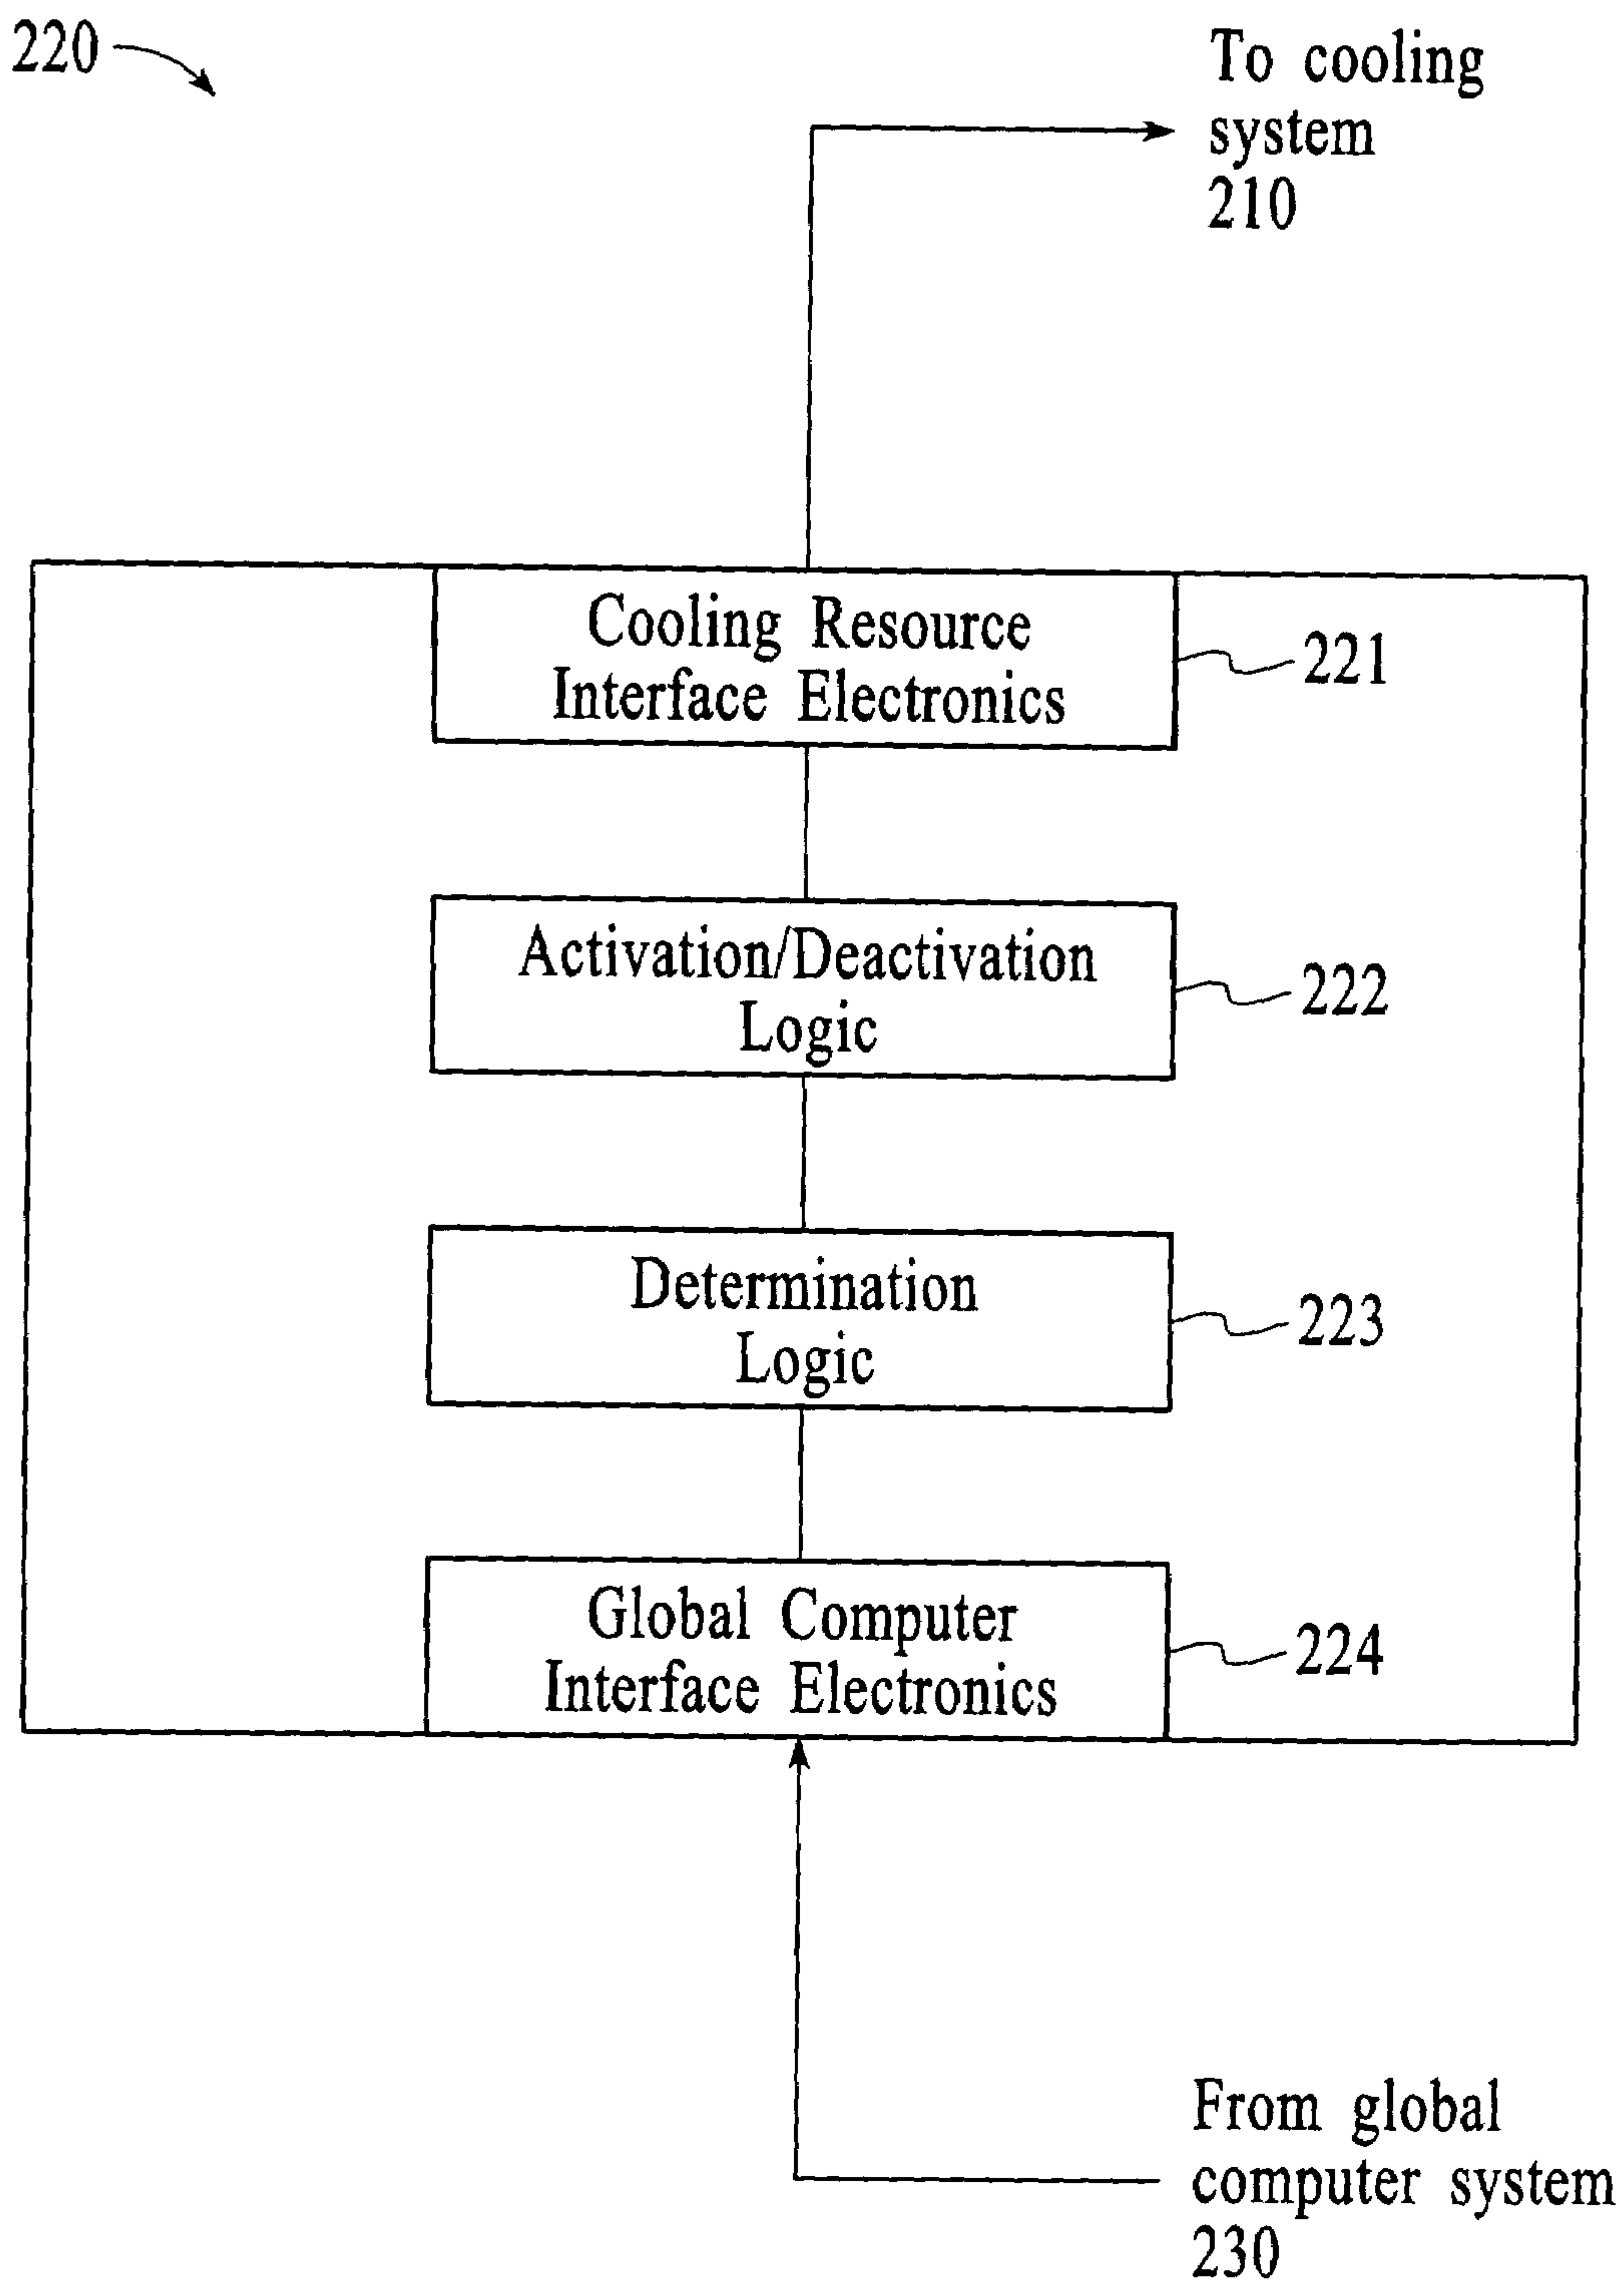 220
To cooling
system
210
Cooling Resource
Interface Electronics
221
Activation/Deactivation
Logic
222
Determination
Logic
223
Global Computer
Interface Electronics
224
From global
computer system
230